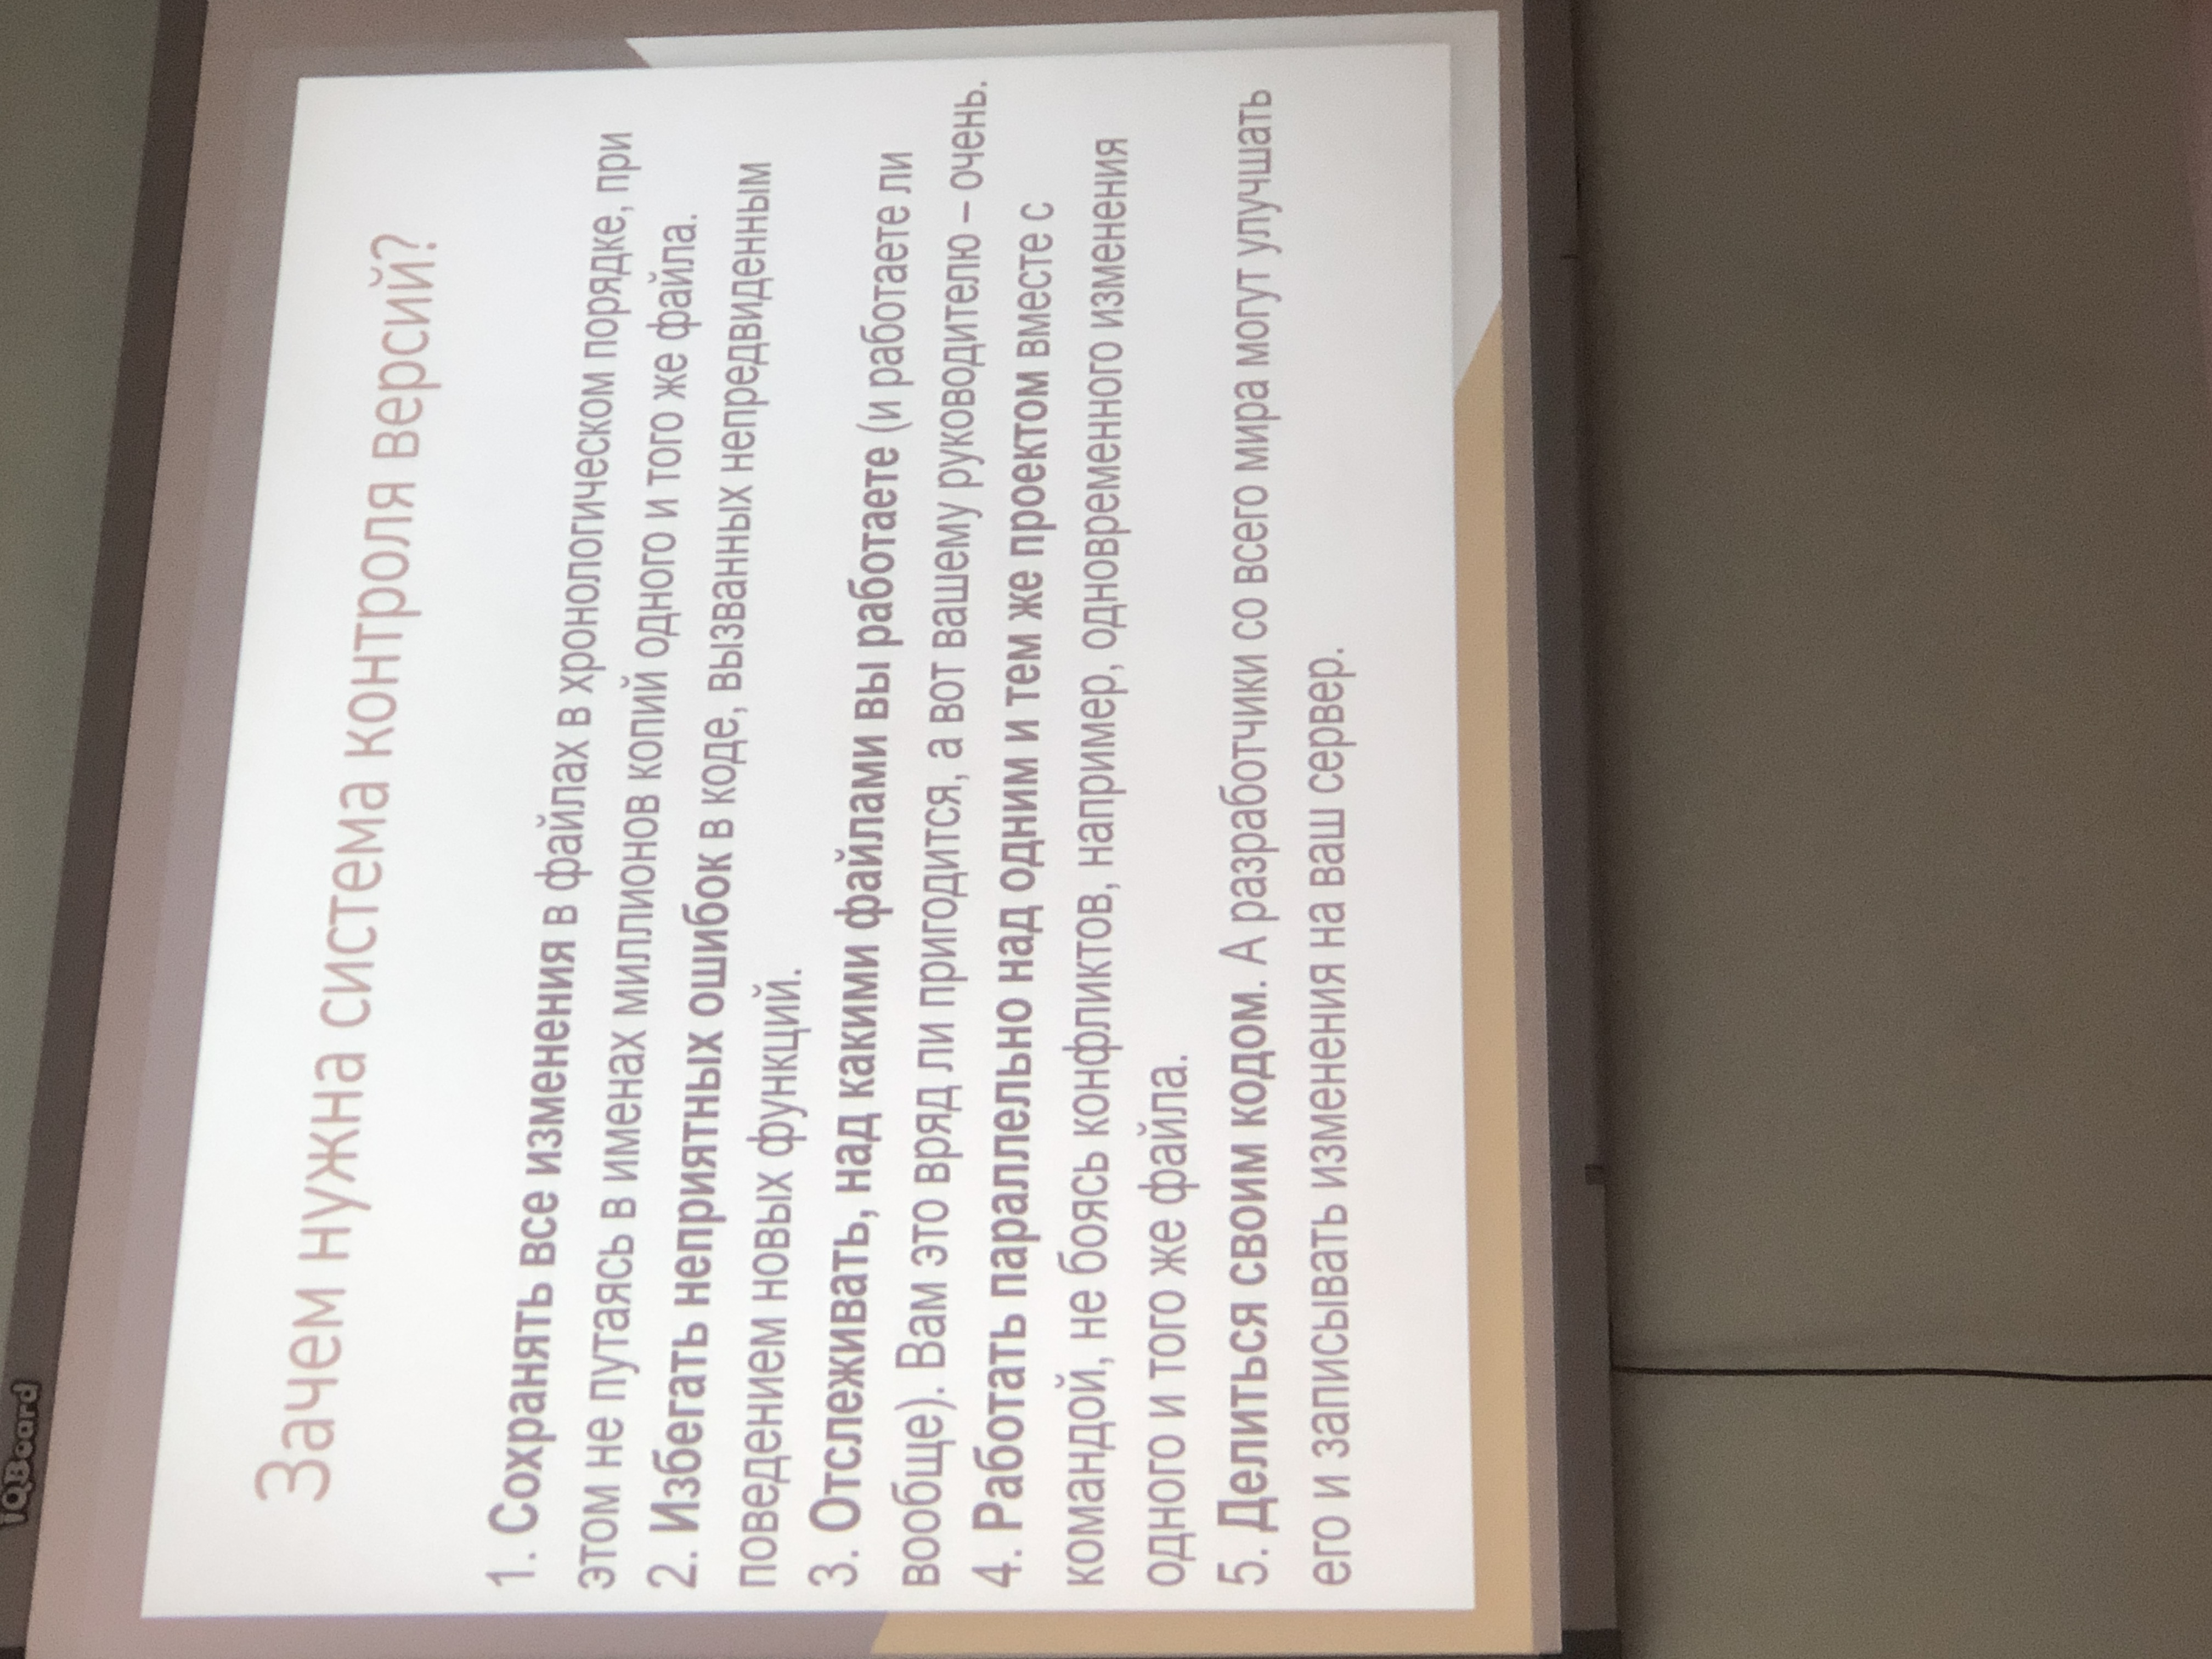 iQBoard
Зачем нужна система контроля версий?
1. Сохранять все изменения в файлах в хронологическом порядке, при
этом не путаясь в именах миллионов копий одного и того же файла.
2. Избегать неприятных ошибок в коде, вызванных непредвиденным
поведением новых функций.
3. Отслеживать, над какими файлами вы работаете (и работаете ли
вообще). Вам это вряд ли пригодится, а вот вашему руководителю – очень.
4. Работать параллельно над одним и тем же проектом вместе с
командой, не боясь конфликтов, например, одновременного изменения
одного и того же файла.
5. Делиться своим кодом. А разработчики со всего мира могут улучшать
его и записывать изменения на ваш сервер.